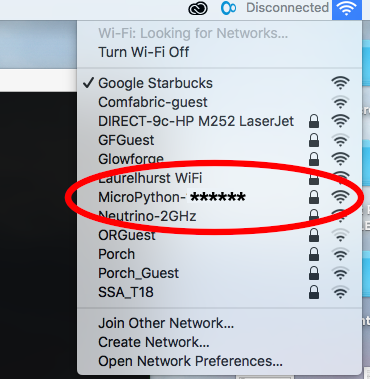 Disconnected
Wi-Fi: Looking for Networks...
Turn Wi-Fi Off
✓ Google Starbucks
Comfabric-guest
DIRECT-9c-HP M252 LaserJet
GFGuest
Glowforge
Laurelhurst WiFi
MicroPython- ******
Neutrino-2GHz
ORGuest
Porch
Porch_Guest
SSA_T18
Join Other Network...
Create Network...
Open Network Preferences...